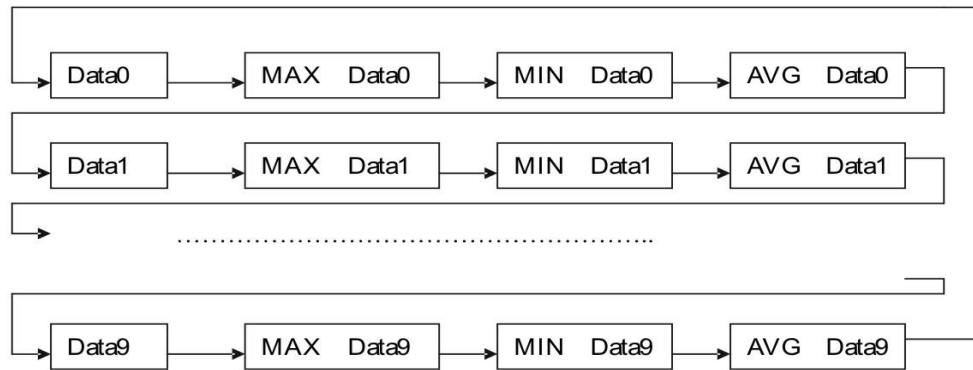 Data0 MAX Data0 MIN Data0 AVG Data0
Data1 MAX Data1 MIN Data1 AVG Data1
……………………………………………..
Data9 MAX Data9 MIN Data9 AVG Data9